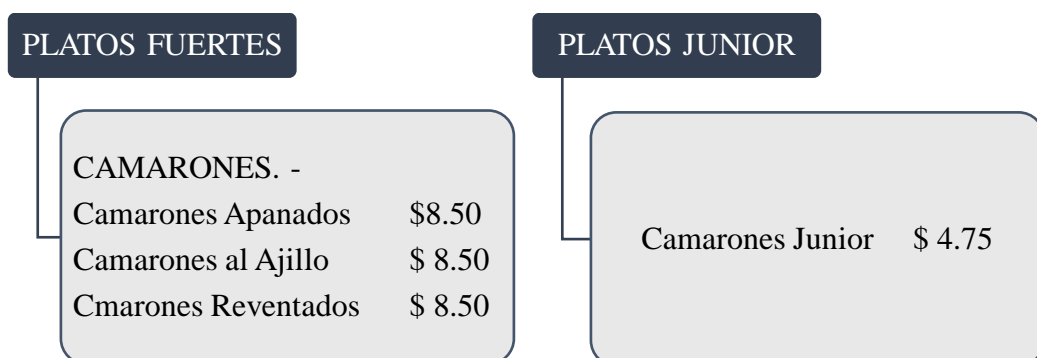 PLATOS FUERTES
CAMARONES. -
Camarones Apanados $8.50
Camarones al Ajillo $ 8.50
Cmarones Reventados $ 8.50
PLATOS JUNIOR
Camarones Junior $ 4.75